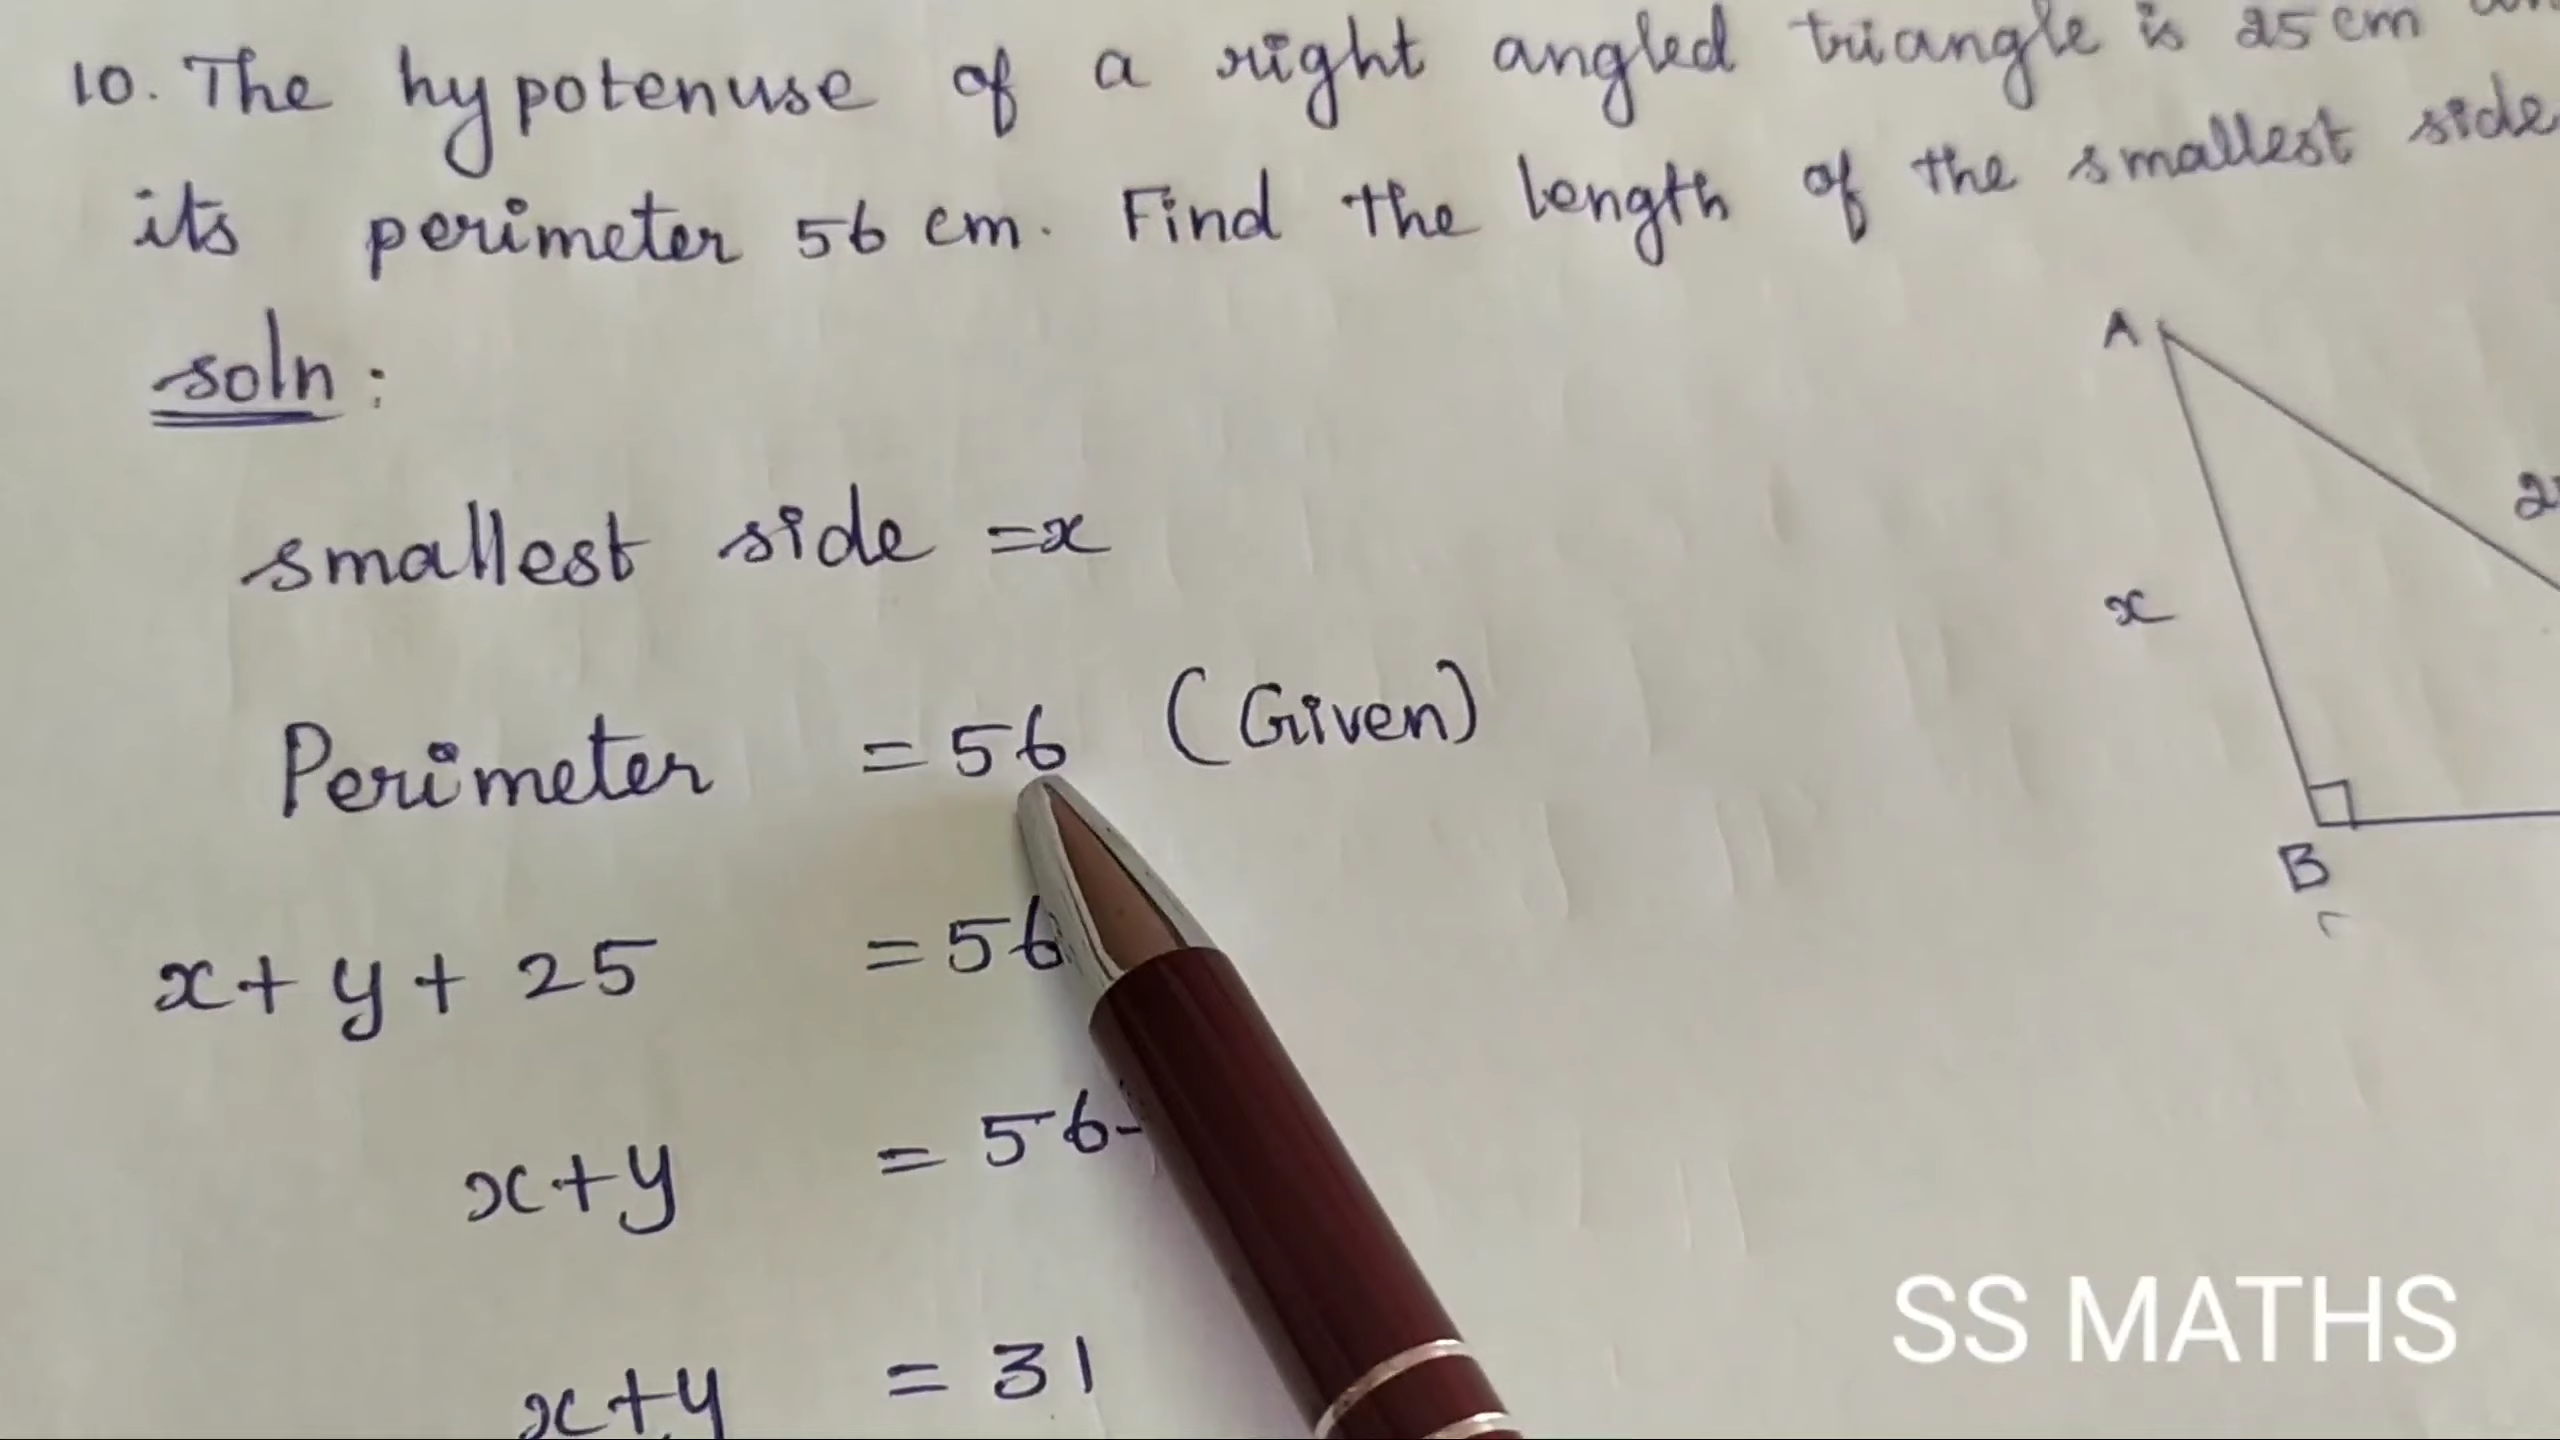 10. The hypotenuse of a right angled triangle is 25 cm
its perimeter 56 cm. Find the length of the smallest side
soln :
smallest side = x
Perimeter = 56 (Given)
x + y + 25 = 56
x + y = 56 -
x + y = 31
A
x
B
SS MATHS